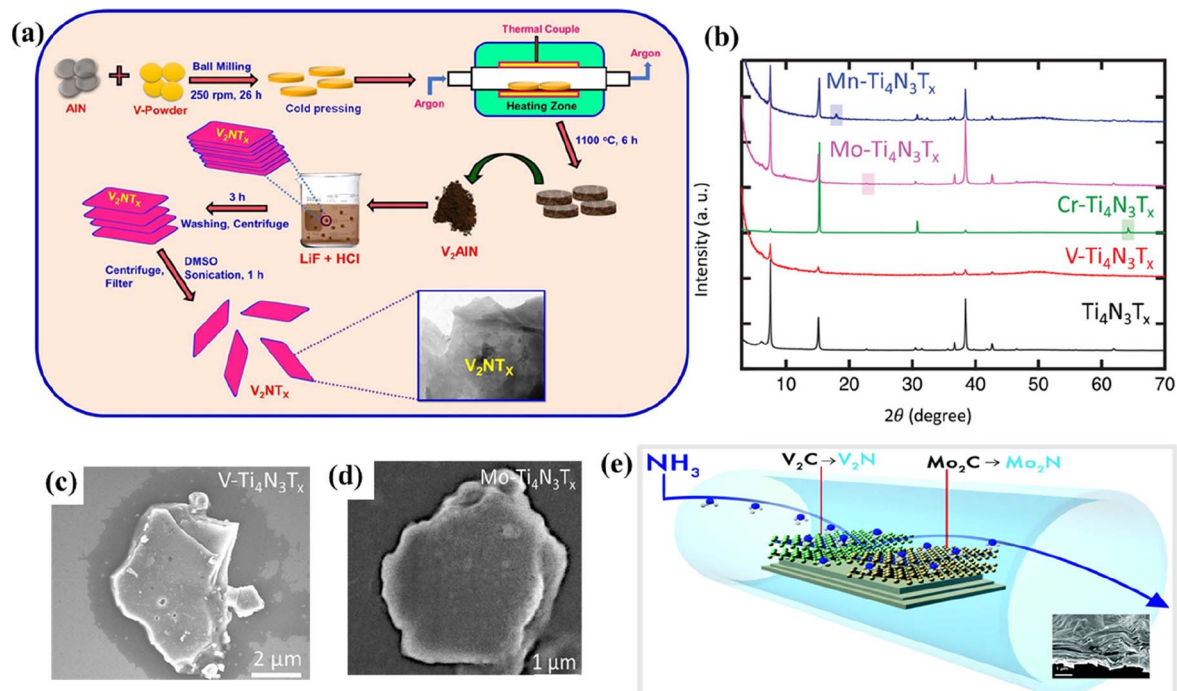 (a)
Thermal Couple
Argon
Argon
Heating Zone
Ball Milling
250 rpm, 26 h
AlN
V-Powder
Cold pressing
1100 °C, 6 h
V₂AlN
V₂NTₓ
LiF + HCl
3 h
Washing, Centrifuge
V₂NTₓ
Centrifuge,
Filter
DMSO
Sonication, 1 h
V₂NTₓ
V₂NTₓ
(b)
Mn-Ti₄N₃Tₓ
Mo-Ti₄N₃Tₓ
Cr-Ti₄N₃Tₓ
V-Ti₄N₃Tₓ
Ti₄N₃Tₓ
Intensity (a. u.)
10 20 30 40 50 60 70
2θ (degree)
(c)
V-Ti₄N₃Tₓ
2 μm
(d)
Mo-Ti₄N₃Tₓ
1 μm
(e)
NH₃
V₂C→V₂N
Mo₂C→Mo₂N